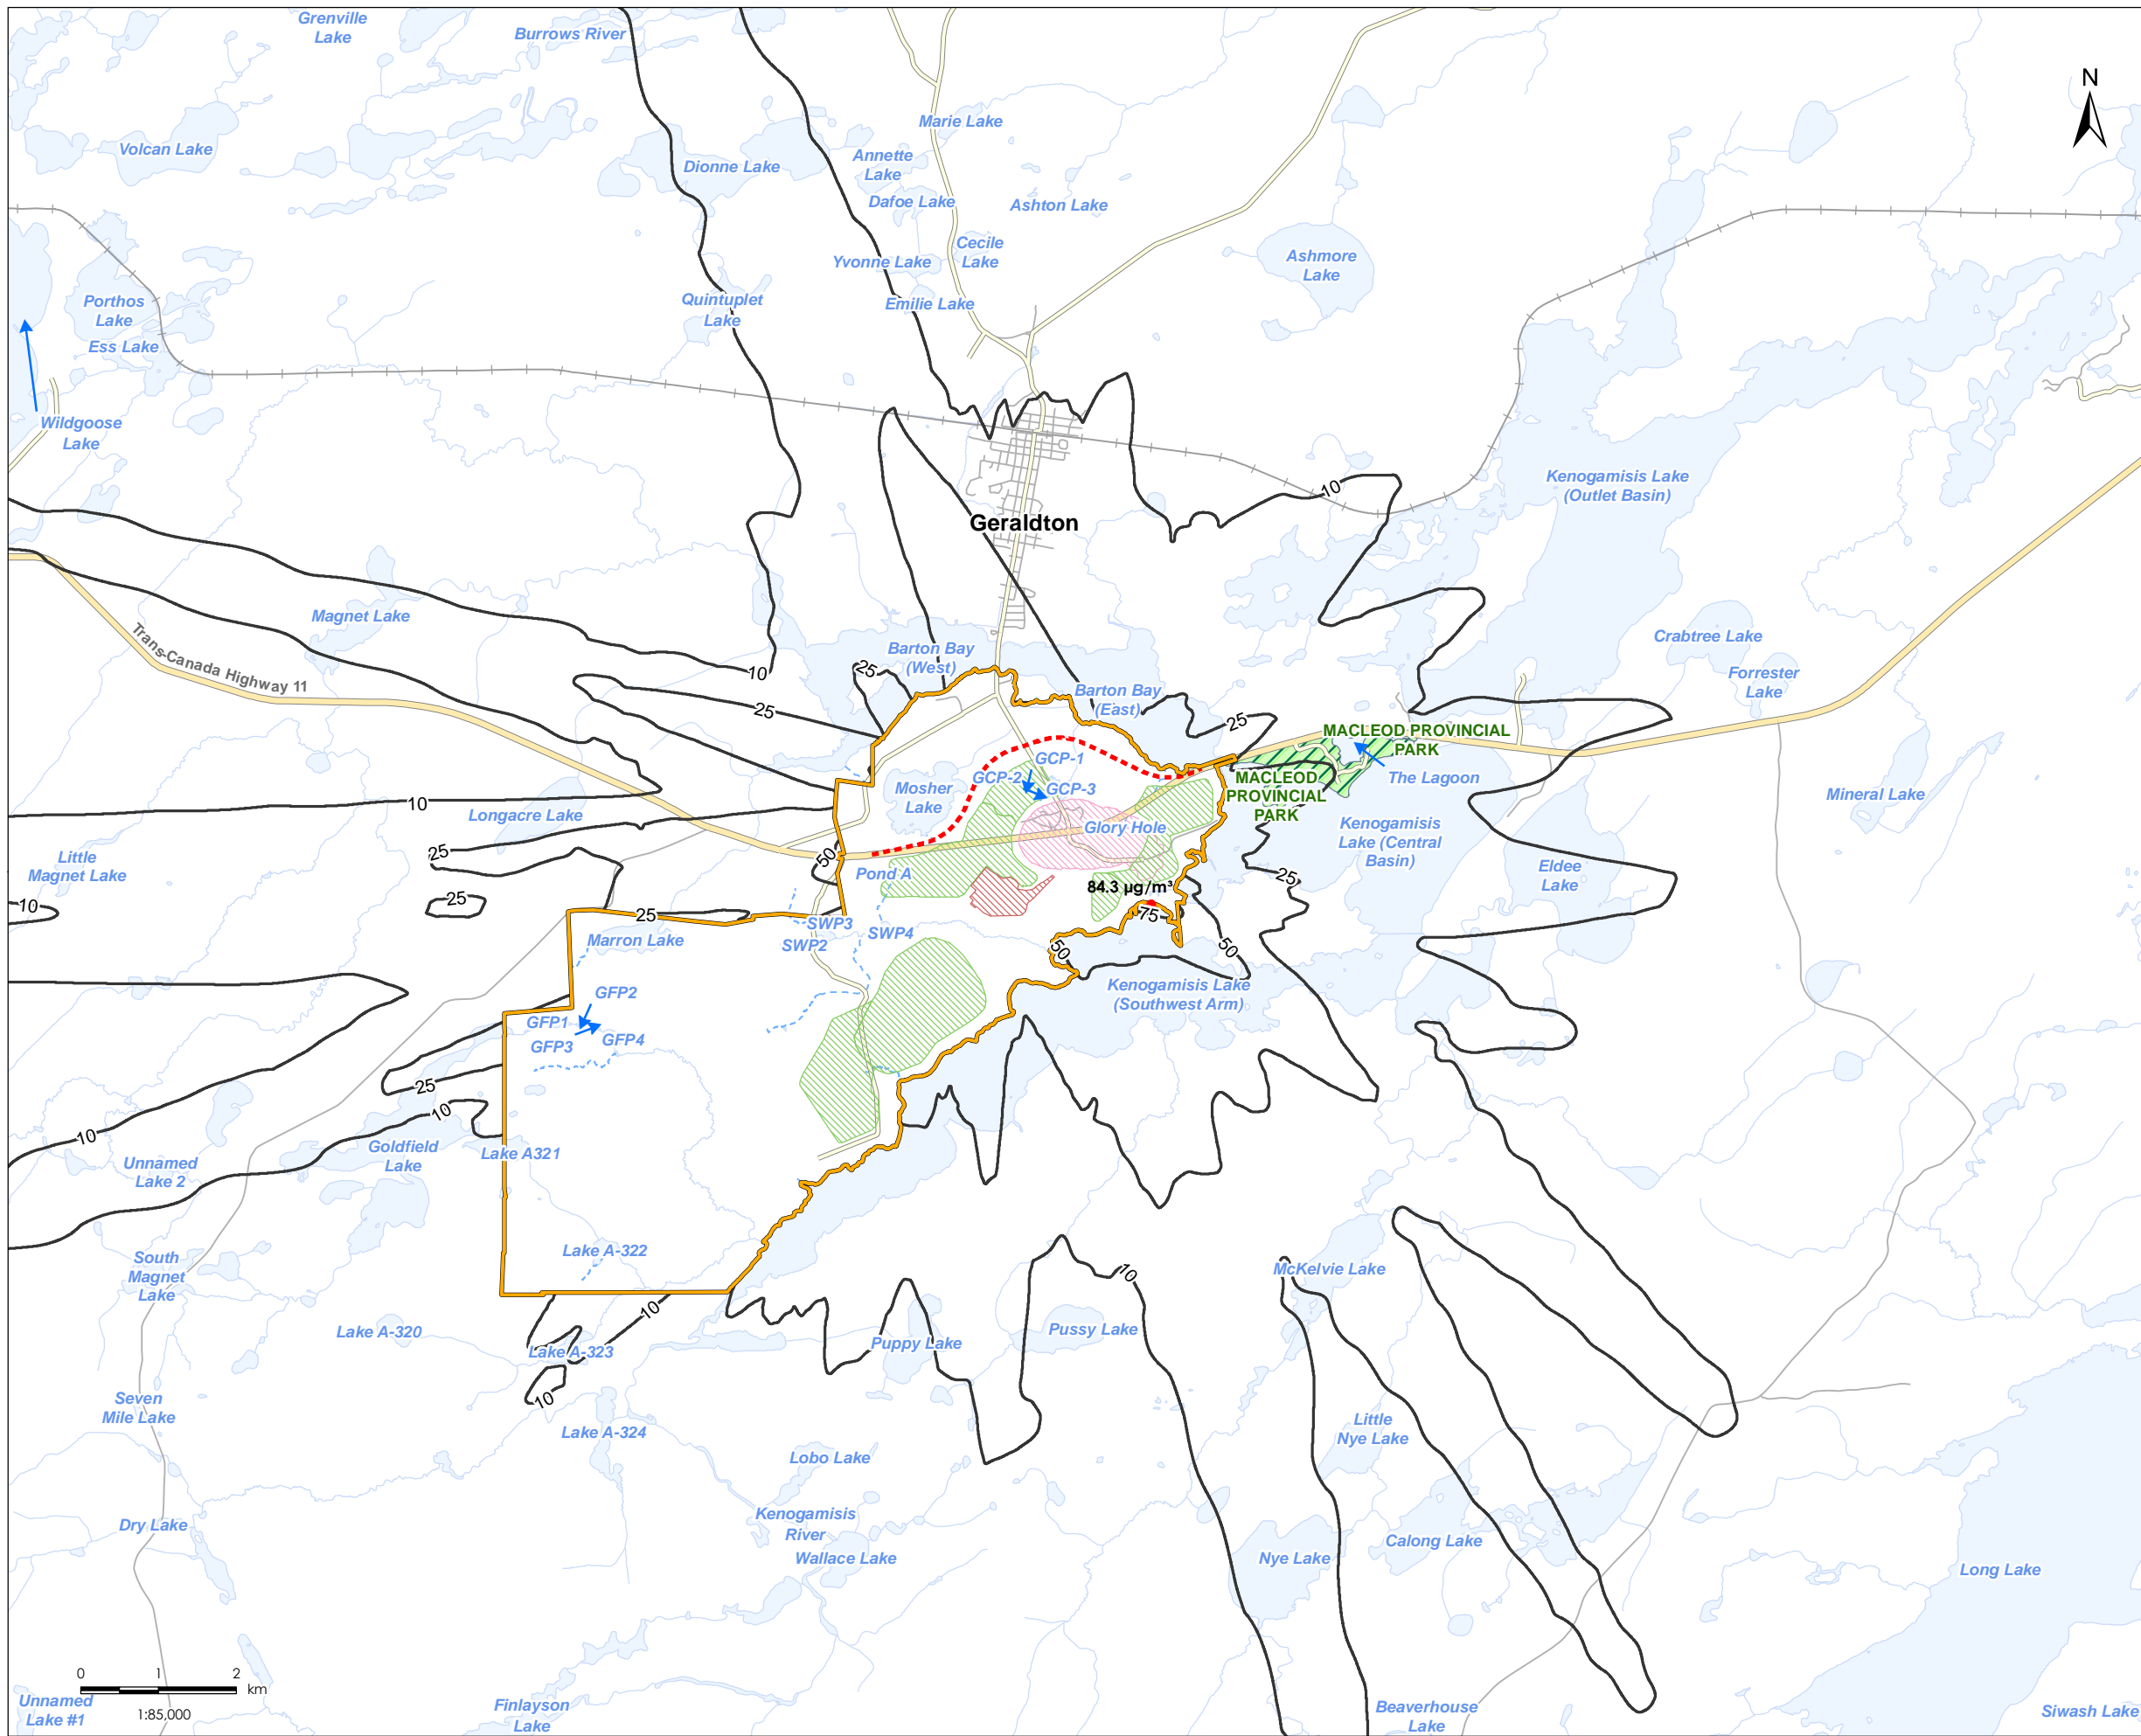 Grenville
Lake
Burrows River
N
Marie Lake
Volcan Lake
Dionne Lake
Annette
Lake
Dafoe Lake
Ashton Lake
Cecile
Lake
Yvonne Lake
Ashmore
Lake
Emilie Lake
Quintuplet
Lake
Porthos
Lake
Ess Lake
Wildgoose
Lake
10
Kenogamisis Lake
(Outlet Basin)
Geraldton
Magnet Lake
Trans-Canada Highway 11
Crabtree Lake
Forrester
Lake
Barton Bay
(West)
10
25
25
Barton Bay
(East)
25
MACLEOD PROVINCIAL
PARK
The Lagoon
MACLEOD
PROVINCIAL
PARK
GCP-1
GCP-2
GCP-3
Mosher
Lake
Mineral Lake
10
Longacre Lake
Glory Hole
Kenogamisis
Lake (Central
Basin)
25
50
Little
Magnet Lake
Pond A
84.3 µg/m³
25
Eldee
Lake
10
25
25
75
SWP3
SWP2
SWP4
Marron Lake
50
50
Kenogamisis Lake
(Southwest Arm)
GFP2
GFP1
GFP3
GFP4
25
10
10
Goldfield
Lake
Lake A321
Unnamed
Lake 2
Lake A-322
South
Magnet
Lake
McKelvie Lake
10
10
Lake A-320
Lake A-323
Puppy Lake
Pussy Lake
10
Seven
Mile Lake
Lake A-324
Little
Nye Lake
Lobo Lake
Kenogamisis
River
Wallace Lake
Dry Lake
Calong Lake
Nye Lake
Long Lake
0 1 2
km
1:85,000
Unnamed
Lake #1
Finlayson
Lake
Beaverhouse
Lake
Siwash Lake